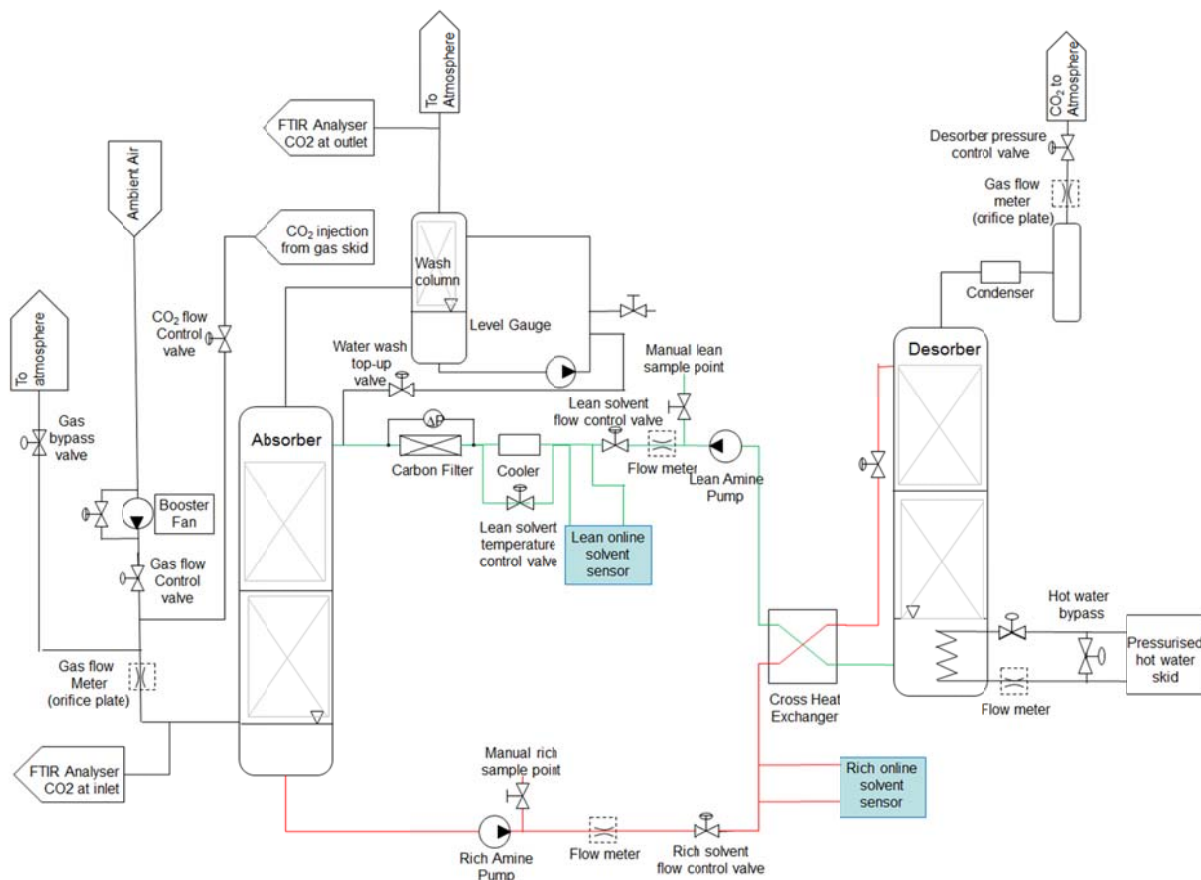 To
Atmosphere
FTIR Analyser
CO2 at outlet
Ambient Air
CO₂ injection
from gas skid
CO₂ to
Atmosphere
Desorber pressure
control valve
Gas flow
meter
(orifice plate)
Condenser
Wash
column
Level Gauge
To
atmosphere
CO₂ flow
Control
valve
Water wash
top-up
valve
Manual lean
sample point
Lean solvent
flow control valve
Desorber
Gas
bypass
valve
Absorber
ΔP
Carbon Filter
Cooler
Flow meter
Lean Amine
Pump
Booster
Fan
Lean solvent
temperature
control valve
Lean online
solvent
sensor
Gas flow
Control
valve
Hot water
bypass
Pressurised
hot water
skid
Gas flow
Meter
(orifice plate)
Cross Heat
Exchanger
Flow meter
FTIR Analyser
CO2 at inlet
Manual rich
sample point
Rich online
solvent
sensor
Rich Amine
Pump
Flow meter
Rich solvent
flow control valve